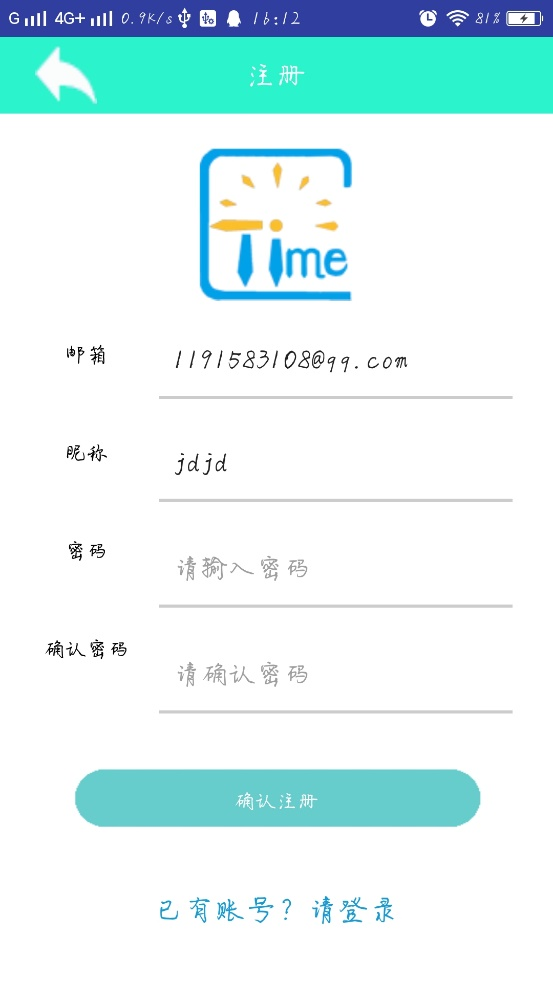 G 4G+ 0.9K/s 16:12 81%
注册
Time
邮箱 1191583108@qq.com
昵称 jdjd
密码 请输入密码
确认密码 请确认密码
确认注册
已有账号？请登录